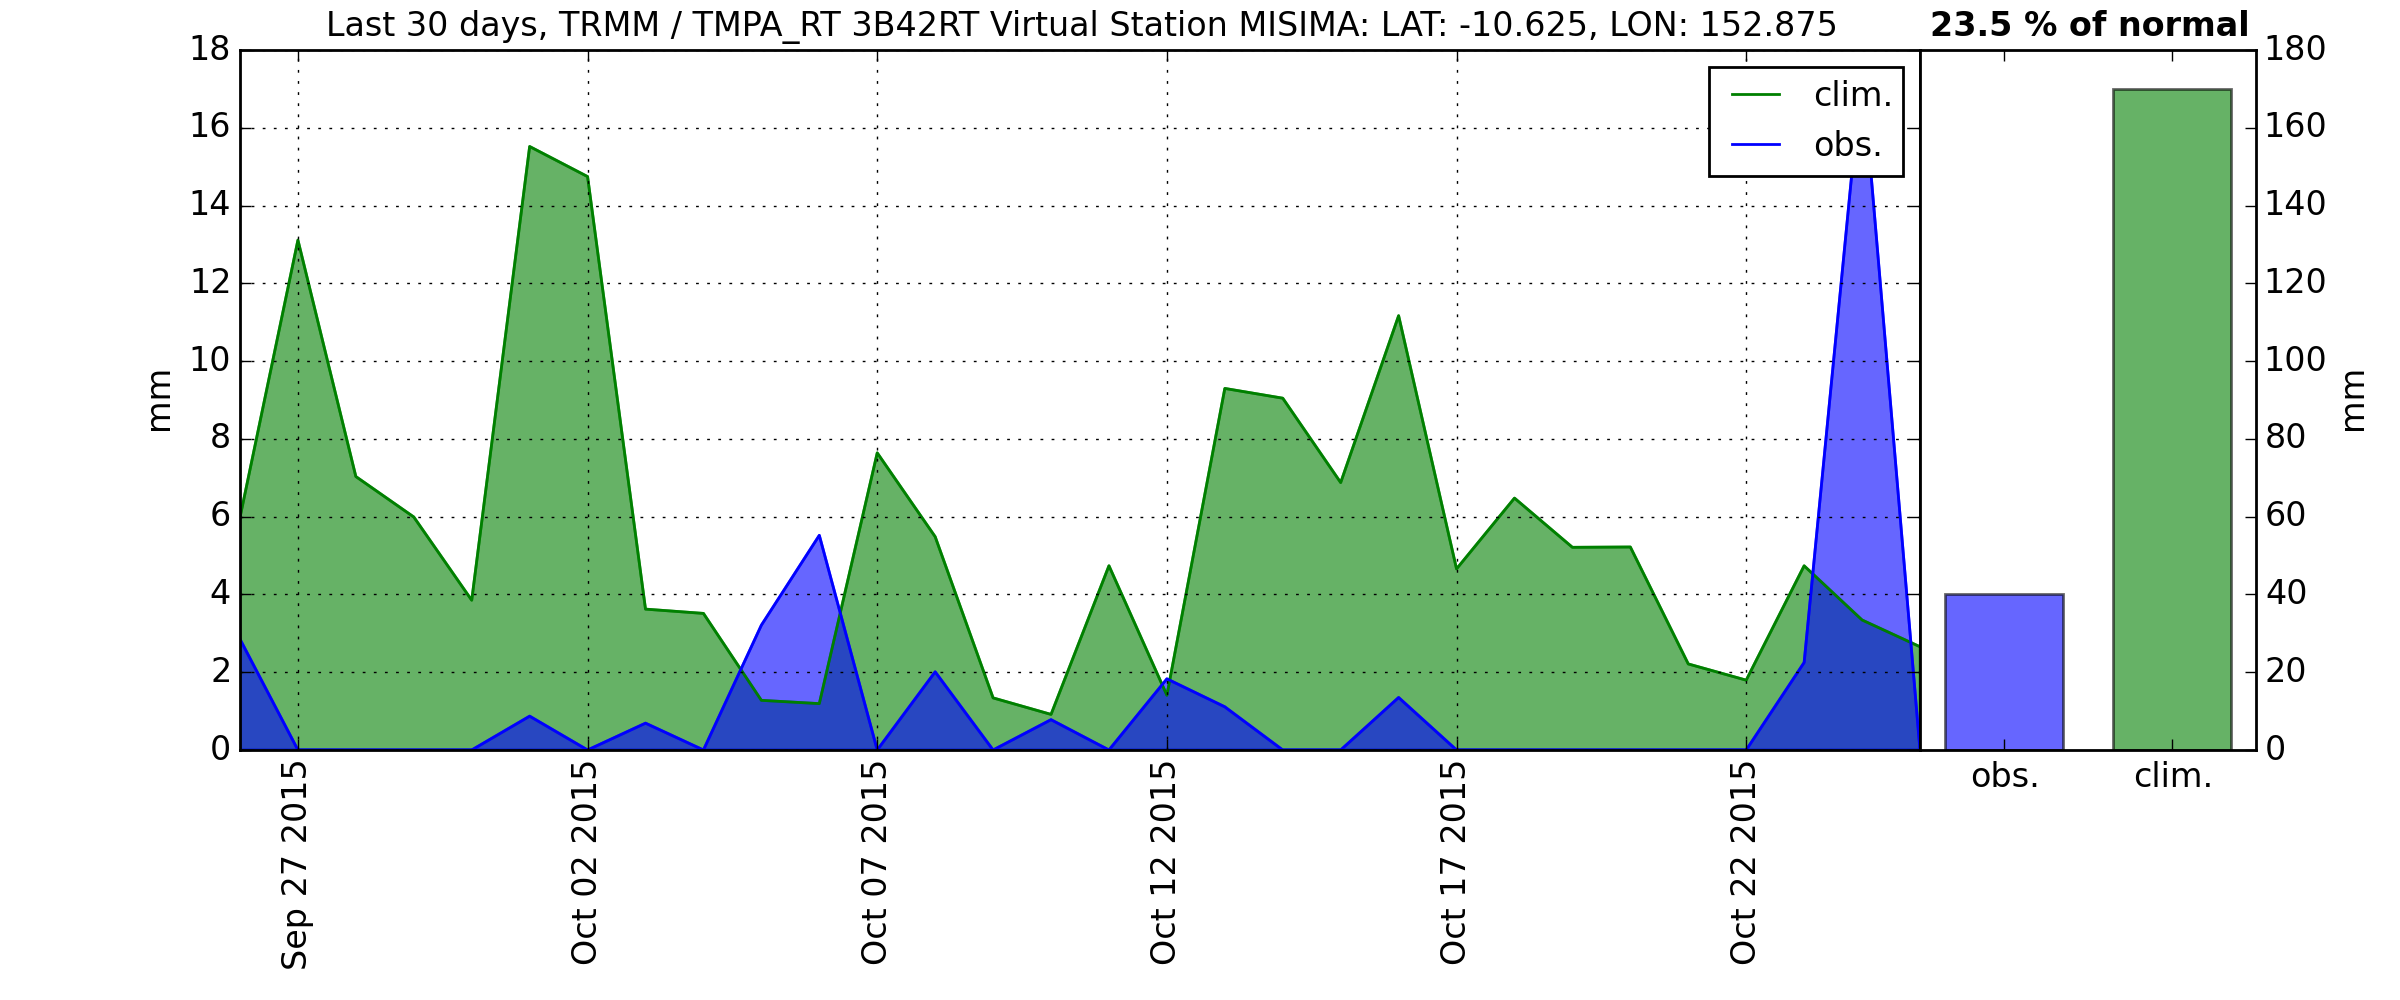 Last 30 days, TRMM / TMPA_RT 3B42RT Virtual Station MISIMA: LAT: -10.625, LON: 152.875
23.5 % of normal
18
16
14
12
10
8
6
4
2
0
mm
clim.
obs.
180
160
140
120
100
80
60
40
20
0
mm
obs.
clim.
Sep 27 2015
Oct 02 2015
Oct 07 2015
Oct 12 2015
Oct 17 2015
Oct 22 2015